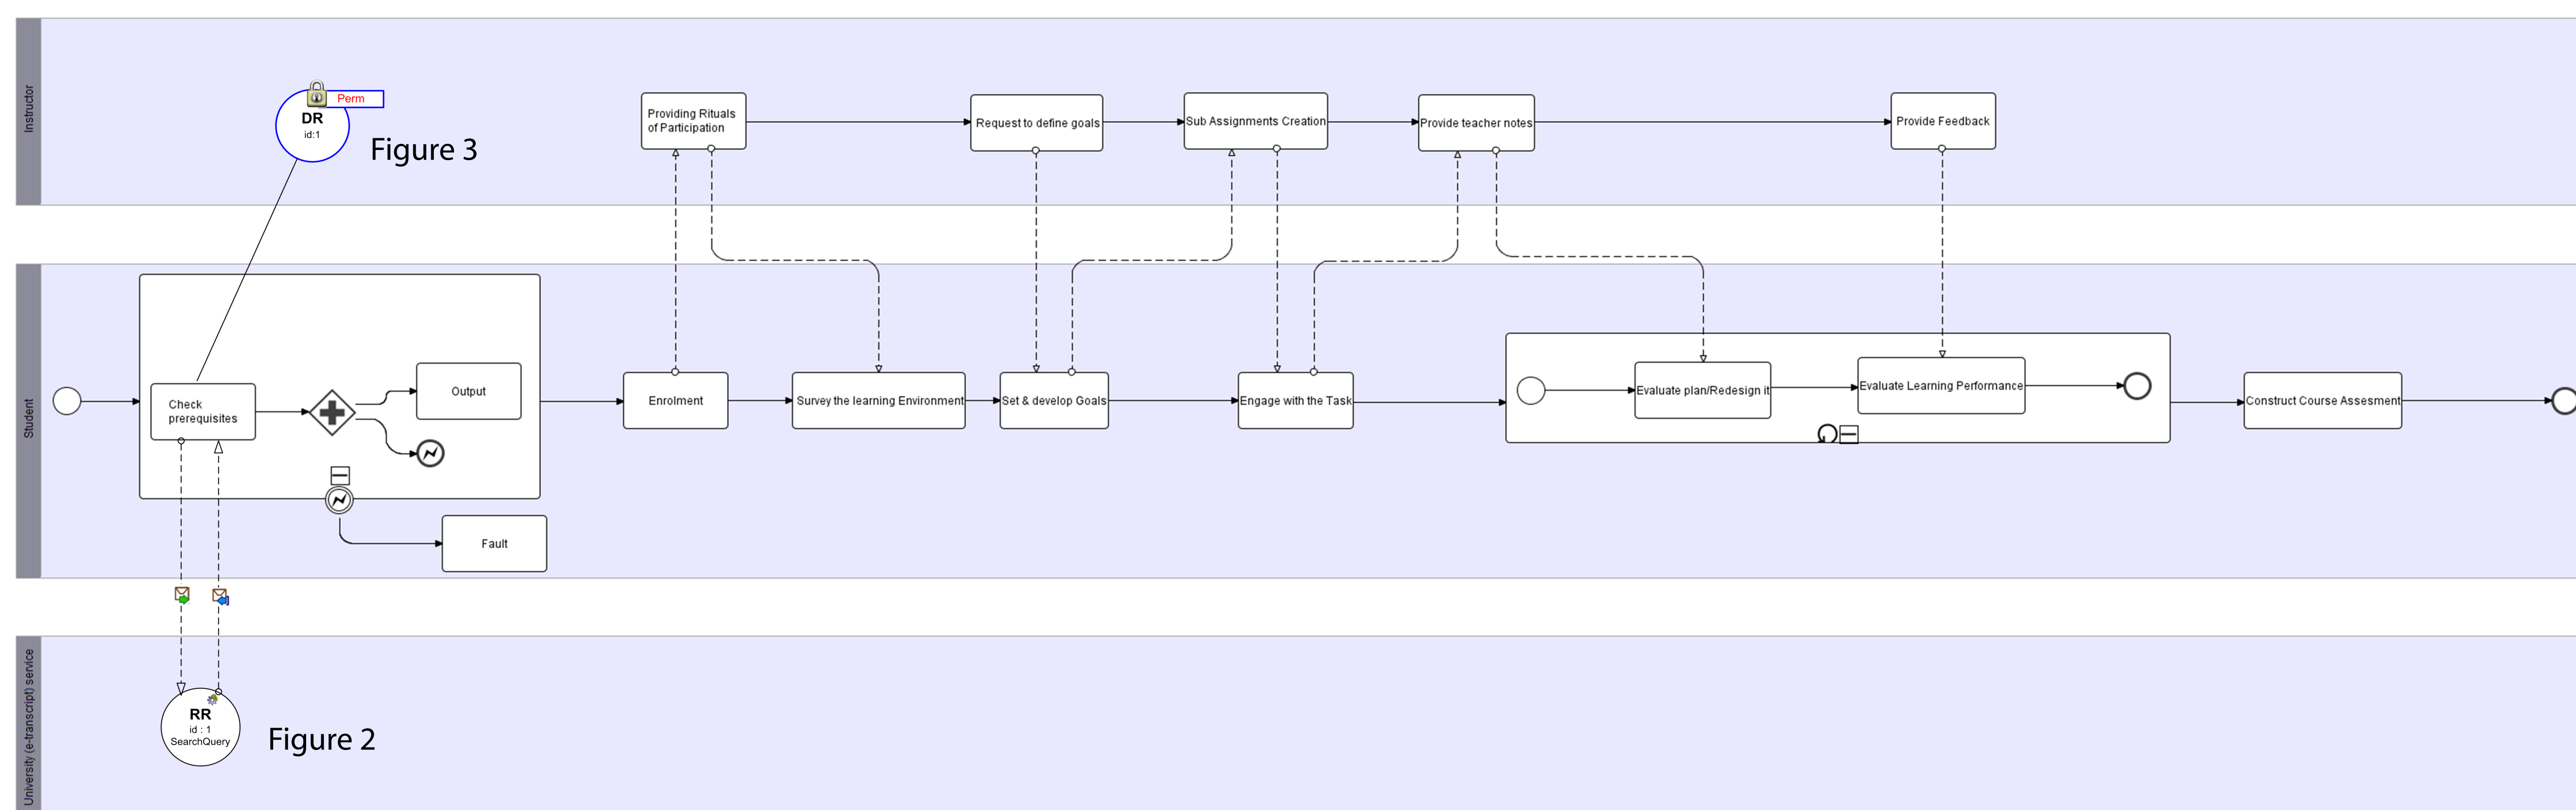 Instructor
Perm
DR
id:1
Figure 3
Providing Rituals
of Participation
Request to define goals
Sub Assignments Creation
Provide teacher notes
Provide Feedback
Student
Check
prerequisites
Output
Fault
Enrolment
Survey the learning Environment
Set & develop Goals
Engage with the Task
Evaluate plan/Redesign it
Evaluate Learning Performance
Construct Course Assesment
University (e-transcript) service
RR
id : 1
SearchQuery
Figure 2